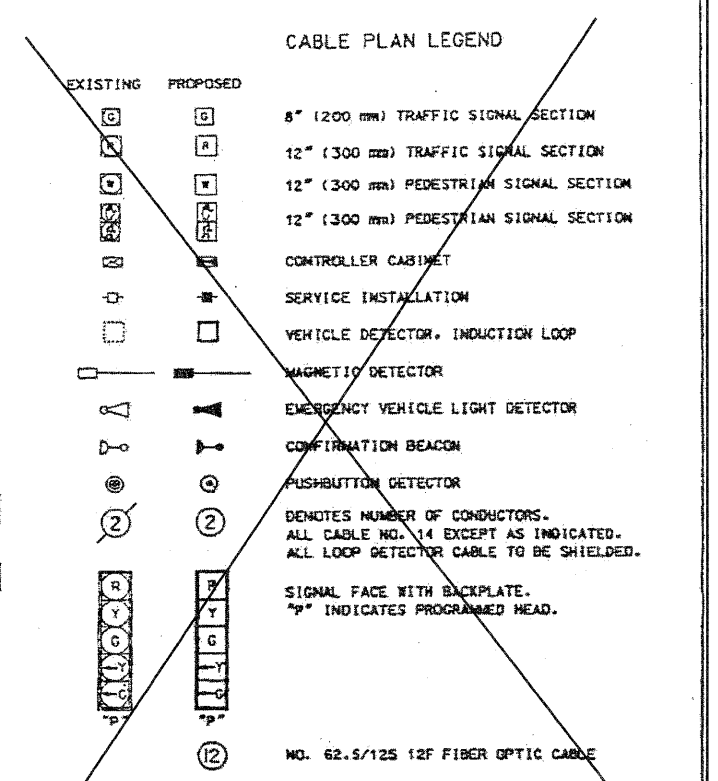 CABLE PLAN LEGEND
EXISTING PROPOSED
G G 8" (200 mm) TRAFFIC SIGNAL SECTION
R R 12" (300 mm) TRAFFIC SIGNAL SECTION
W W 12" (300 mm) PEDESTRIAN SIGNAL SECTION
12" (300 mm) PEDESTRIAN SIGNAL SECTION
CONTROLLER CABINET
SERVICE INSTALLATION
VEHICLE DETECTOR. INDUCTION LOOP
MAGNETIC DETECTOR
EMERGENCY VEHICLE LIGHT DETECTOR
CONFIRMATION BEACON
PUSHBUTTON DETECTOR
2 2 DENOTES NUMBER OF CONDUCTORS.
ALL CABLE NO. 14 EXCEPT AS INDICATED.
ALL LOOP DETECTOR CABLE TO BE SHIELDED.
R R SIGNAL FACE WITH BACKPLATE.
Y Y "P" INDICATES PROGRAMMED HEAD.
G G
Y Y
G G
"P" "P"
12 NO. 62.5/125 12F FIBER OPTIC CABLE